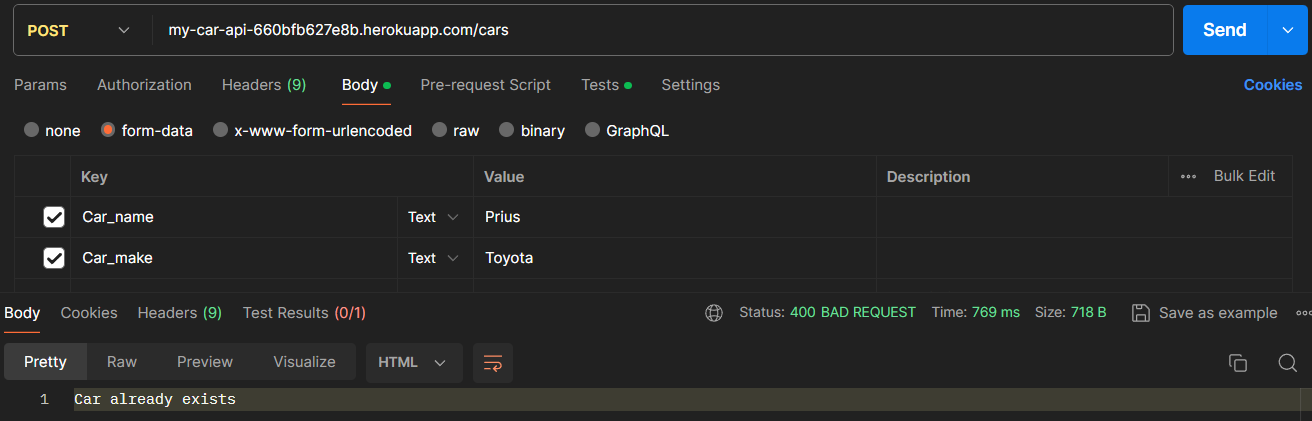 POST my-car-api-660bfb627e8b.herokuapp.com/cars Send
Params Authorization Headers (9) Body Pre-request Script Tests Settings Cookies
none form-data x-www-form-urlencoded raw binary GraphQL
Key Value Description Bulk Edit
Car_name Text Prius
Car_make Text Toyota
Body Cookies Headers (9) Test Results (0/1) Status: 400 BAD REQUEST Time: 769 ms Size: 718 B Save as example
Pretty Raw Preview Visualize HTML
1 Car already exists